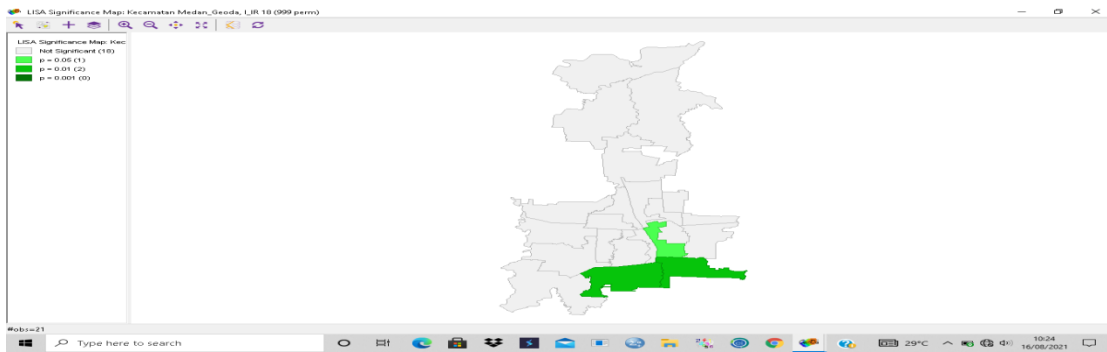 LISA Significance Map: Kecamatan Medan_Geoda, I_IR 18 (999 perm)
LISA Significance Map: Kec
Not Significant (18)
p = 0.05 (1)
p = 0.01 (2)
p = 0.001 (0)
#obs=21
Type here to search
29°C
10:24
16/08/2021